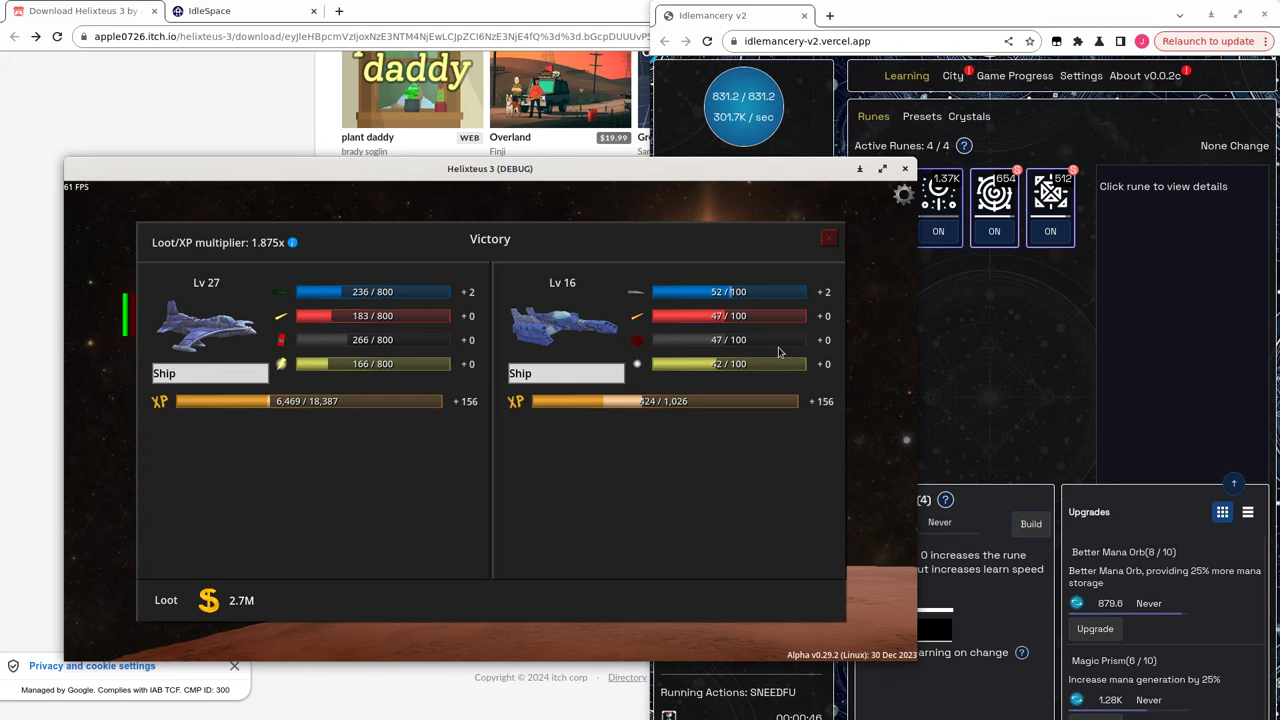 Download Helixteus 3 by
IdleSpace
apple0726.itch.io/helixteus-3/download/eyJleHBpcmVzIjoxNzE3NTM4NjEwLCJpZCI6NjE4fQ%3d%3d.bGcpDUUUvP
daddy
plant daddy
WEB
brady soglin
Overland
$19.99
Finji
Idlemancery v2
idlemancery-v2.vercel.app
J
Relaunch to update
831.2 / 831.2
301.7K / sec
Learning City Game Progress Settings About v0.0.2c
Runes Presets Crystals
Active Runes: 4 / 4 ?
None Change
1.37K
654
512
S
S
ON
ON
ON
Click rune to view details
(4) ?
Never
Build
0 increases the rune
ut increases learn speed
arning on change ?
Running Actions: SNEEDFU
00:00:46
Upgrades
Better Mana Orb(8 / 10)
Better Mana Orb, providing 25% more mana
storage
879.6 Never
Upgrade
Magic Prism(6 / 10)
Increase mana generation by 25%
1.28K Never
Helixteus 3 (DEBUG)
61 FPS
Loot/XP multiplier: 1.875x
Victory
Lv 27
236 / 800 + 2
183 / 800 + 0
266 / 800 + 0
166 / 800 + 0
Ship
XP 6,469 / 18,387 + 156
Lv 16
52 / 100 + 2
47 / 100 + 0
47 / 100 + 0
42 / 100 + 0
Ship
XP 424 / 1,026 + 156
Loot $ 2.7M
Alpha v0.29.2 (Linux): 30 Dec 2023
Privacy and cookie settings
Managed by Google. Complies with IAB TCF. CMP ID: 300
Copyright © 2024 itch corp · Directory